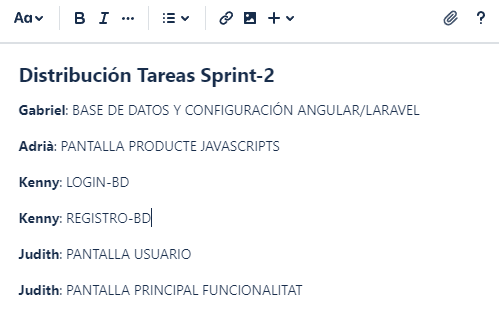 Aa
B I ...
?
Distribución Tareas Sprint-2
Gabriel: BASE DE DATOS Y CONFIGURACIÓN ANGULAR/LARAVEL
Adrià: PANTALLA PRODUCTE JAVASCRIPTS
Kenny: LOGIN-BD
Kenny: REGISTRO-BD
Judith: PANTALLA USUARIO
Judith: PANTALLA PRINCIPAL FUNCIONALITAT